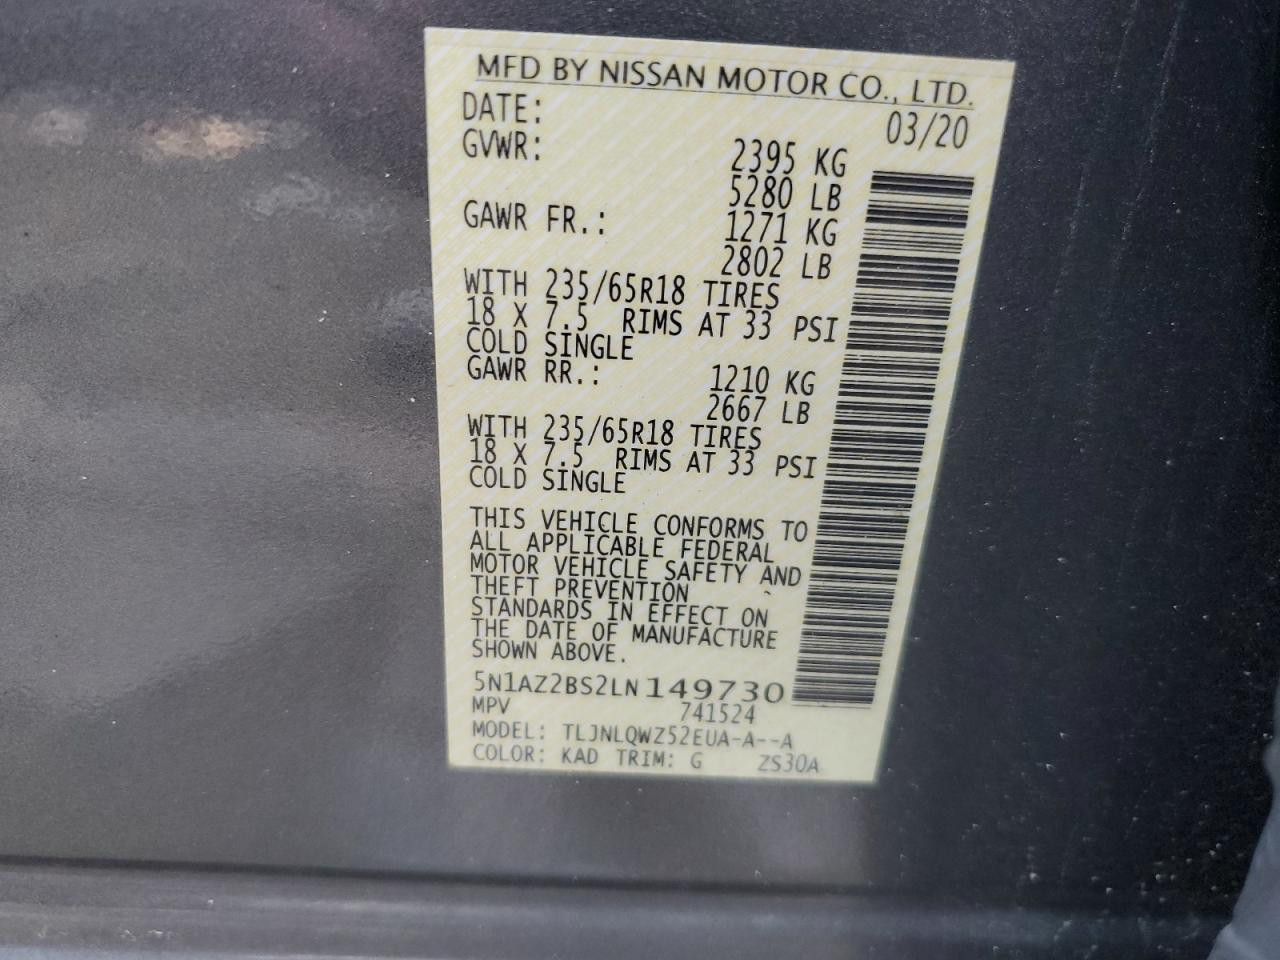 MFD BY NISSAN MOTOR CO., LTD.
DATE: 03/20
GVWR: 2395 KG
5280 LB
GAWR FR.: 1271 KG
2802 LB
WITH 235/65R18 TIRES
18 X 7.5 RIMS AT 33 PSI
COLD SINGLE
GAWR RR.: 1210 KG
2667 LB
WITH 235/65R18 TIRES
18 X 7.5 RIMS AT 33 PSI
COLD SINGLE
THIS VEHICLE CONFORMS TO
ALL APPLICABLE FEDERAL
MOTOR VEHICLE SAFETY AND
THEFT PREVENTION
STANDARDS IN EFFECT ON
THE DATE OF MANUFACTURE
SHOWN ABOVE.
5N1AZ2BS2LN149730
MPV 741524
MODEL: TLJNLQWZ52EUA-A--A
COLOR: KAD TRIM: G ZS30A